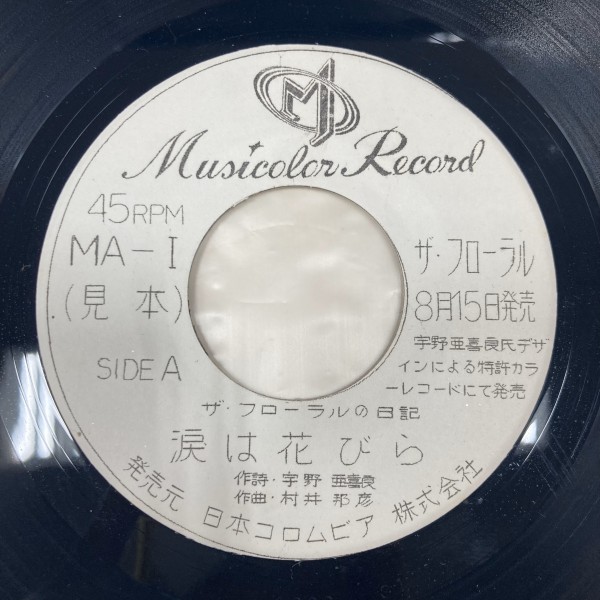 MJ
Musicolor Record
45RPM
MA-I
(見本)
SIDE A
ザ・フローラル
8月15日発売
宇野亜喜良氏デザ
インによる特許カラ
ーレコードにて発売
ザ・フローラルの日記
涙は花びら
作詩・宇野亜喜良
作曲・村井邦彦
発売元 日本コロムビア 株式会社